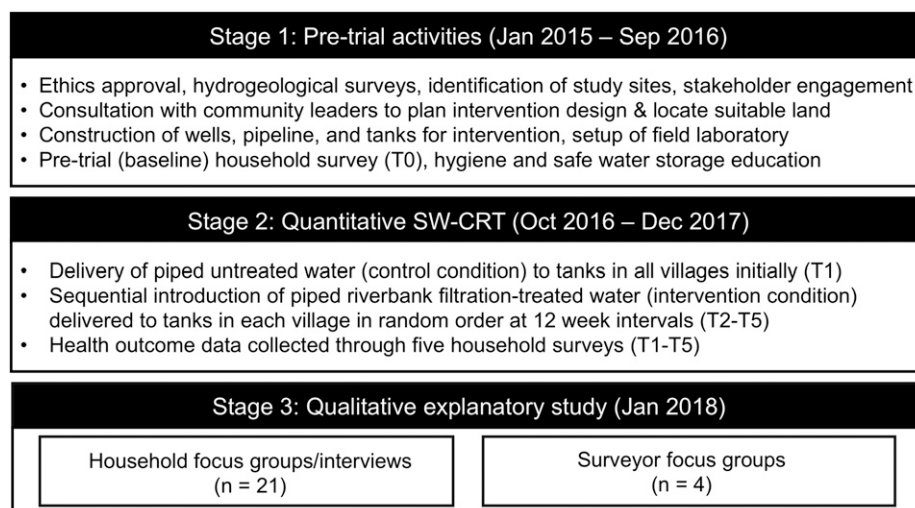 Stage 1: Pre-trial activities (Jan 2015 – Sep 2016)
• Ethics approval, hydrogeological surveys, identification of study sites, stakeholder engagement
• Consultation with community leaders to plan intervention design & locate suitable land
• Construction of wells, pipeline, and tanks for intervention, setup of field laboratory
• Pre-trial (baseline) household survey (T0), hygiene and safe water storage education
Stage 2: Quantitative SW-CRT (Oct 2016 – Dec 2017)
• Delivery of piped untreated water (control condition) to tanks in all villages initially (T1)
• Sequential introduction of piped riverbank filtration-treated water (intervention condition)
delivered to tanks in each village in random order at 12 week intervals (T2-T5)
• Health outcome data collected through five household surveys (T1-T5)
Stage 3: Qualitative explanatory study (Jan 2018)
Household focus groups/interviews
(n = 21)
Surveyor focus groups
(n = 4)